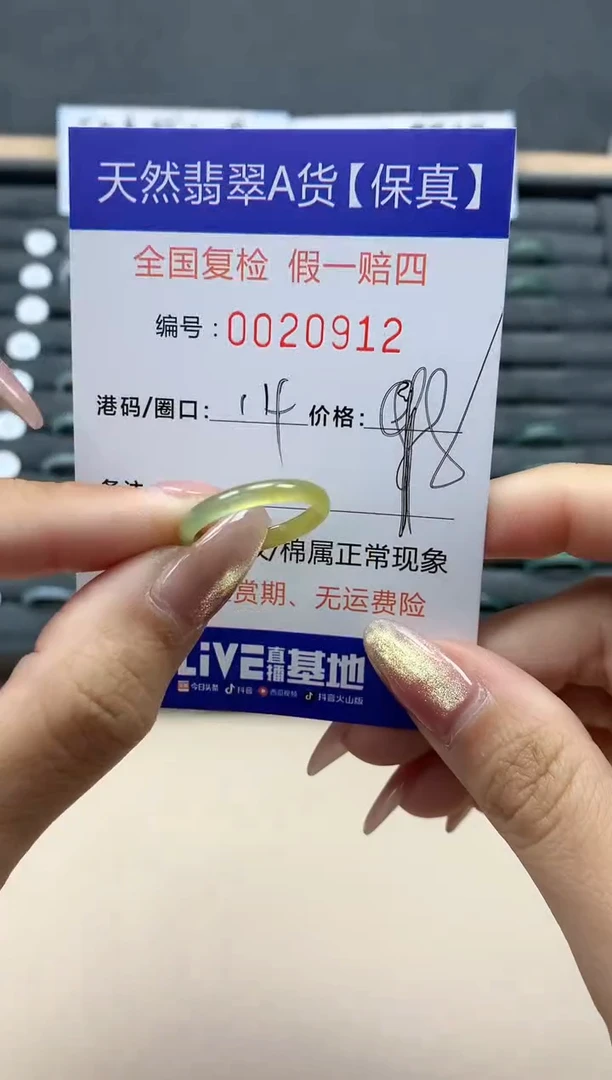 天然翡翠A货【保真】
全国复检 假一赔四
编号：0020912
港码/圈口：14 价格：
备注
纹/棉属正常现象
赏期、无运费险
LiVE直播基地
今日头条 抖音 西瓜视频 抖音火山版